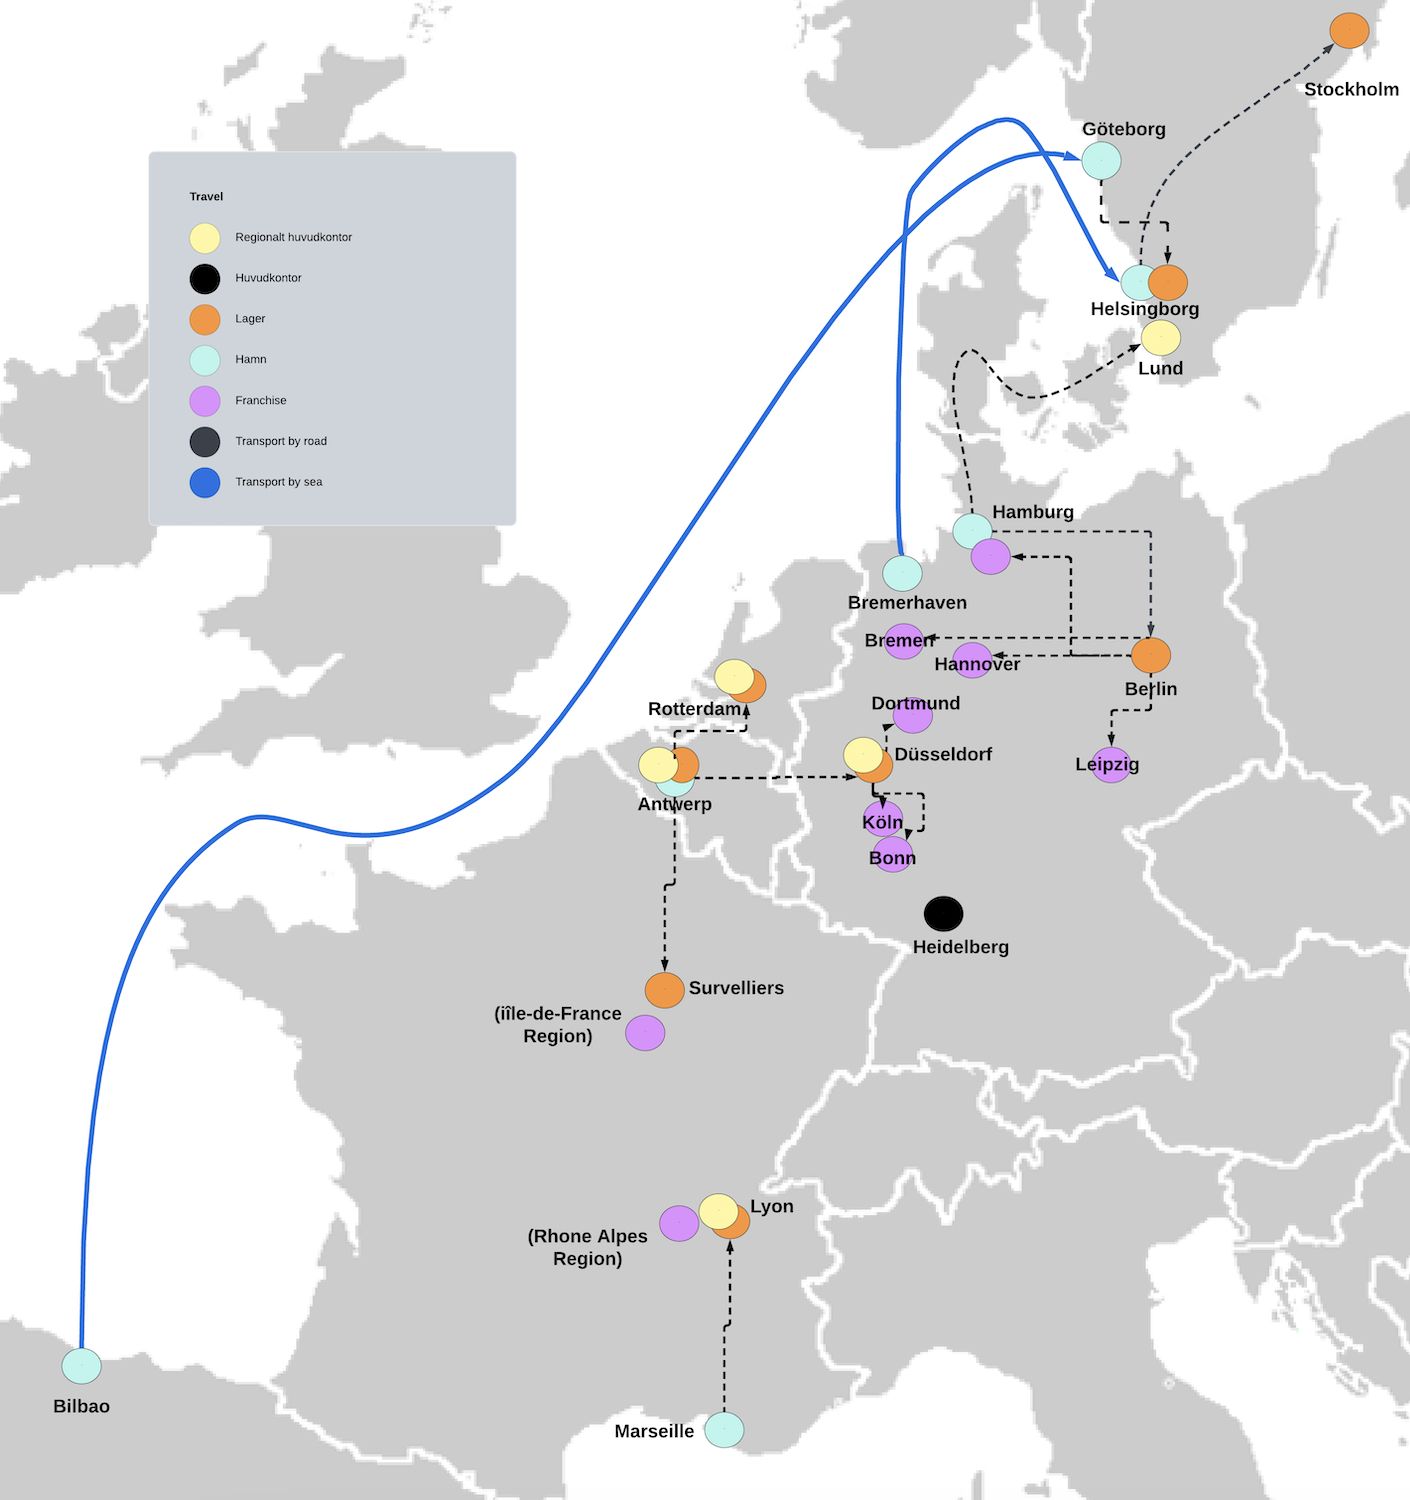 Stockholm
Göteborg
Travel
Regionalt huvudkontor
Huvudkontor
Lager
Hamn
Franchise
Transport by road
Transport by sea
Helsingborg
Lund
Hamburg
Bremerhaven
Bremen
Hannover
Berlin
Rotterdam
Dortmund
Düsseldorf
Leipzig
Antwerp
Köln
Bonn
Heidelberg
Survelliers
(iîle-de-France
Region)
Lyon
(Rhone Alpes
Region)
Bilbao
Marseille